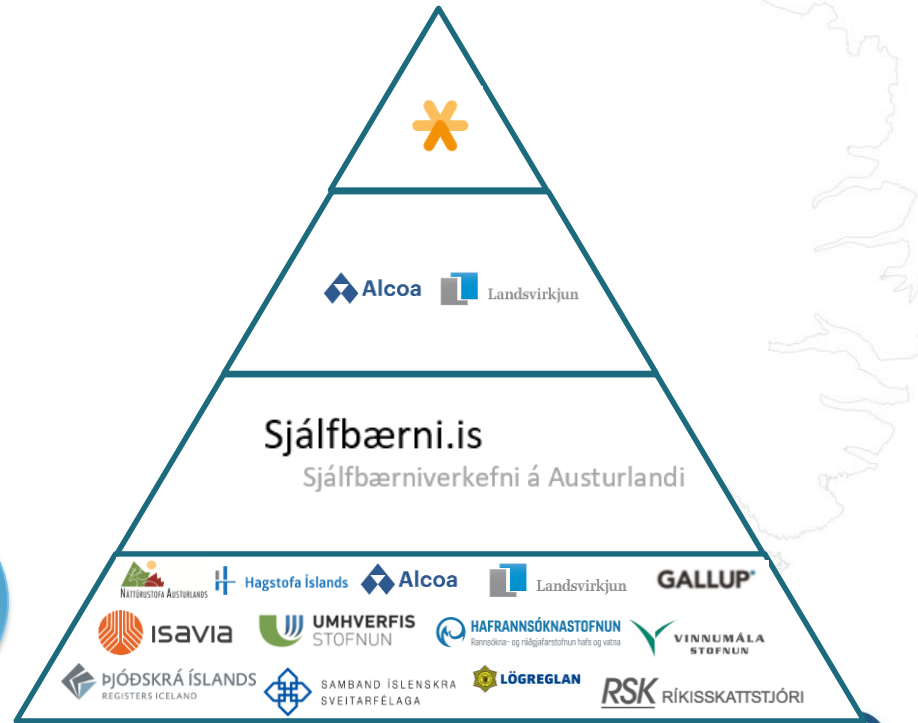 Alcoa
Landsvirkjun
Sjálfbærni.is
Sjálfbærniverkefni á Austurlandi
NÁTTÚRUSTOFA AUSTURLANDS
Hagstofa Íslands
Alcoa
Landsvirkjun
GALLUP
ISAVIA
UMHVERFIS
STOFNUN
HAFRANNSÓKNASTOFNUN
Rannsókna- og ráðgjafarstofnun hafs og vatna
VINNUMÁLA
STOFNUN
ÞJÓÐSKRÁ ÍSLANDS
REGISTERS ICELAND
SAMBAND ÍSLENSKRA
SVEITARFÉLAGA
LÖGREGLAN
RSK RÍKISSKATTSTJÓRI